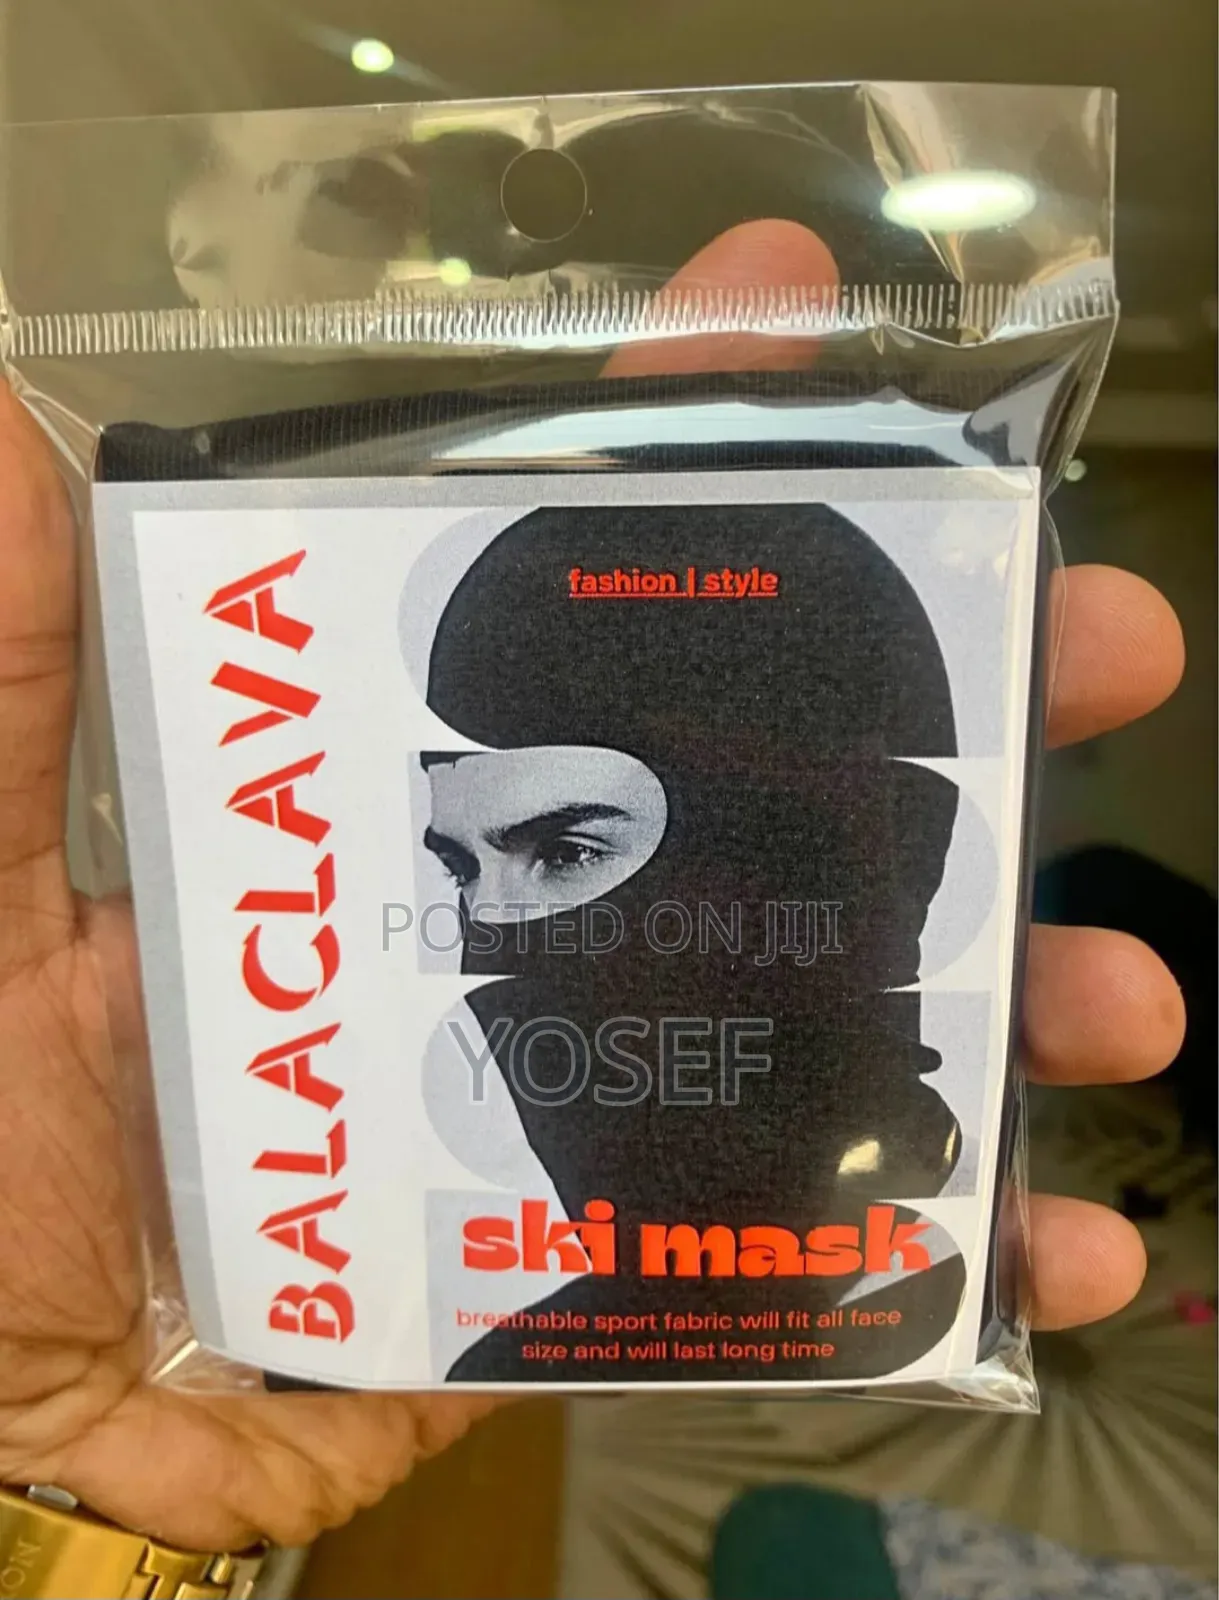 fashion | style
BALACLAVA
POSTED ON JIJI
YOSEF
ski mask
breathable sport fabric will fit all face
size and will last long time